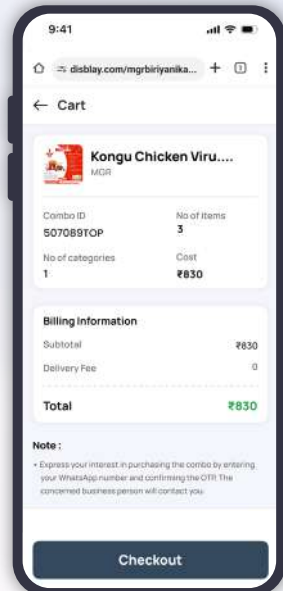 9:41
disblay.com/mgrbiriyanika...
Cart
Kongu Chicken Viru....
MGR
Combo ID
No of items
507089TOP
3
No of categories
Cost
1
₹830
Billing Information
Subtotal
₹830
Delivery Fee
0
Total
₹830
Note :
• Express your interest in purchasing the combo by entering
your WhatsApp number and confirming the OTP. The
concerned business person will contact you.
Checkout